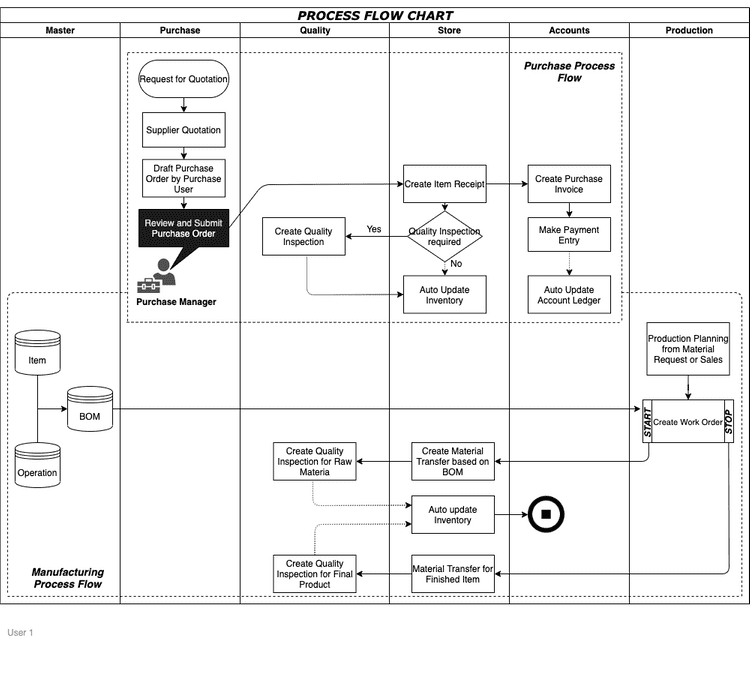 PROCESS FLOW CHART
Master
Purchase
Quality
Store
Accounts
Production
Purchase Process
Flow
Request for Quotation
Supplier Quotation
Draft Purchase
Order by Purchase
User
Review and Submit
Purchase Order
Purchase Manager
Create Item Receipt
Create Purchase
Invoice
Create Quality
Inspection
Yes
Quality Inspection
required
Make Payment
Entry
No
Auto Update
Inventory
Auto Update
Account Ledger
Item
BOM
Operation
Production Planning
from Material
Request or Sales
START
Create Work Order
STOP
Create Quality
Inspection for Raw
Materia
Create Material
Transfer based on
BOM
Auto update
Inventory
Create Quality
Inspection for Final
Product
Material Transfer for
Finished Item
Manufacturing
Process Flow
User 1